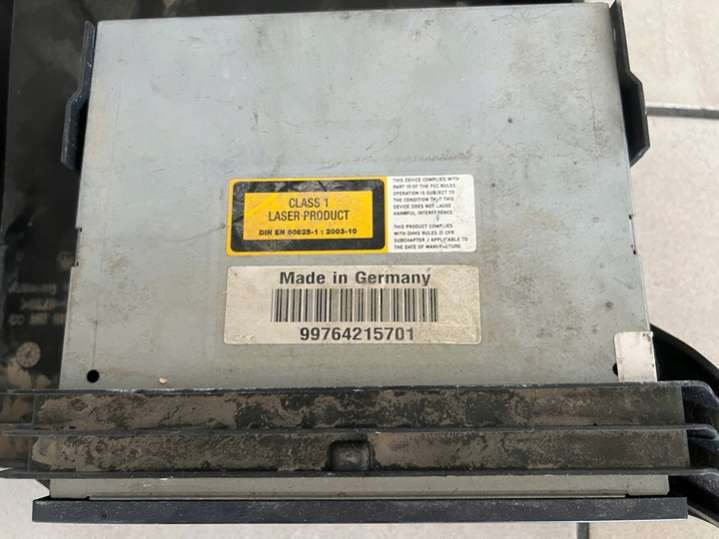 CLASS 1
LASER PRODUCT
DIN EN 60825-1 : 2003-10
THIS DEVICE COMPLIES WITH
PART 15 OF THE FCC RULES
OPERATION IS SUBJECT TO
THE CONDITION THAT THIS
DEVICE DOES NOT CAUSE
HARMFUL INTERFERENCE
THIS PRODUCT COMPLIES
WITH DHHS RULES 21 CFR
SUBCHAPTER J APPLICABLE TO
THE DATE OF MANUFACTURE.
Made in Germany
99764215701